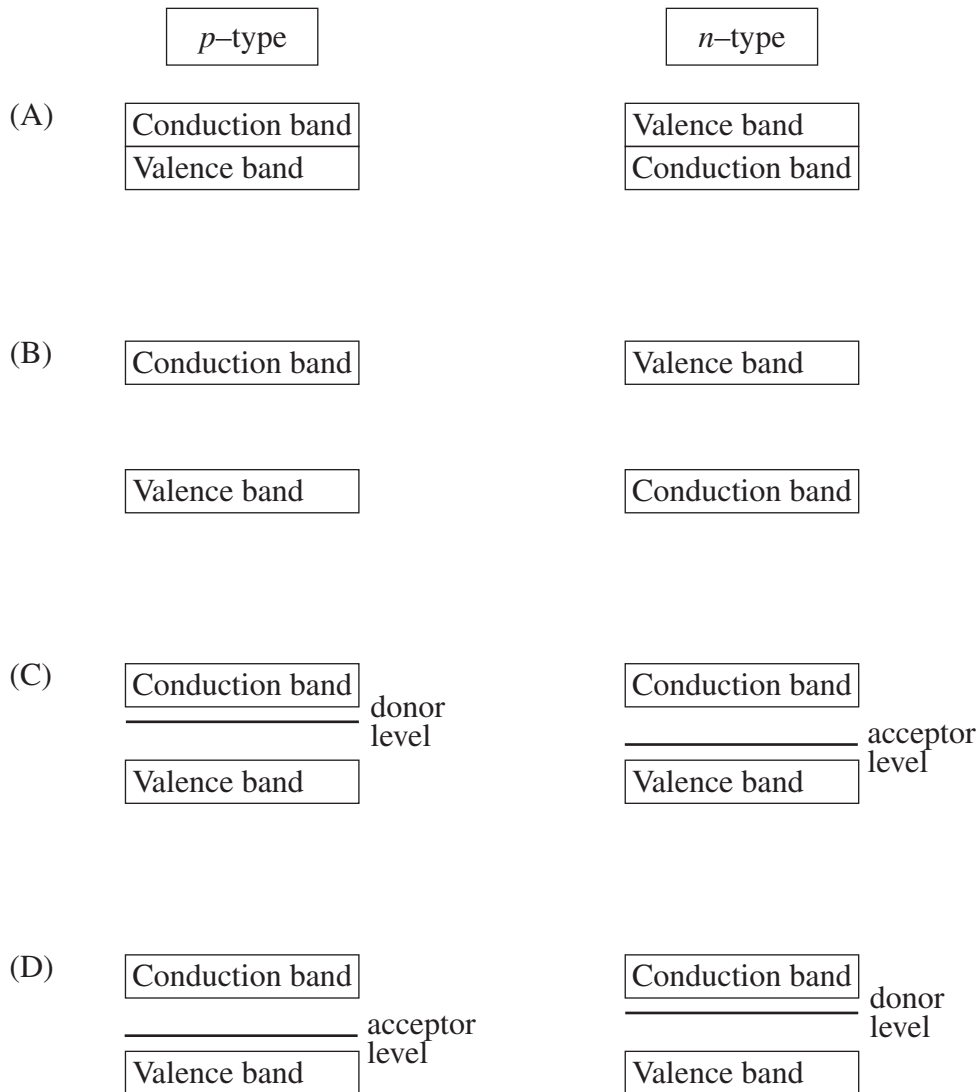 p–type n–type
(A) Conduction band Valence band
Valence band Conduction band
(B) Conduction band Valence band
Valence band Conduction band
(C) Conduction band Conduction band
donor
level
acceptor
level
Valence band Valence band
(D) Conduction band Conduction band
acceptor
level
donor
level
Valence band Valence band